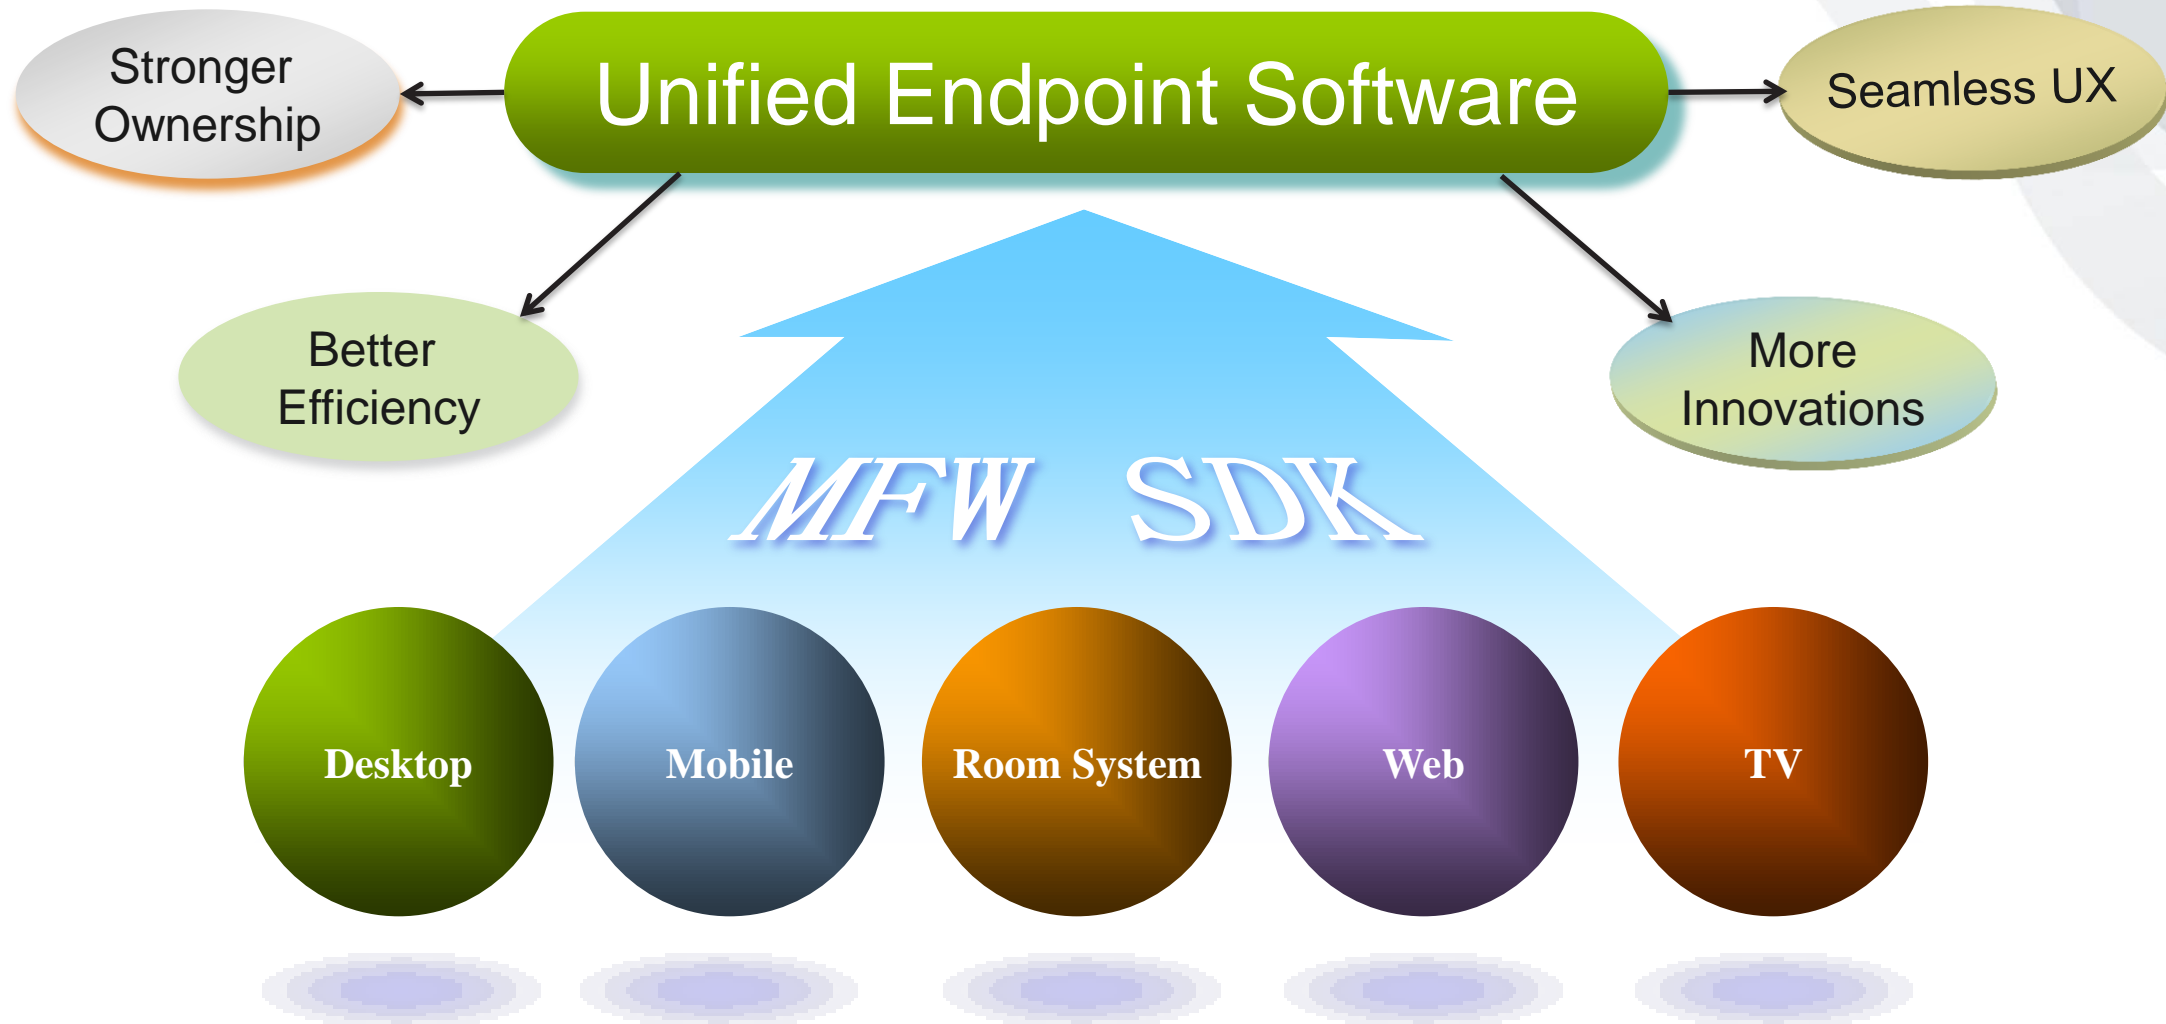 Stronger
Ownership
Unified Endpoint Software
Seamless UX
Better
Efficiency
More
Innovations
MFW SDK
Desktop
Mobile
Room System
Web
TV